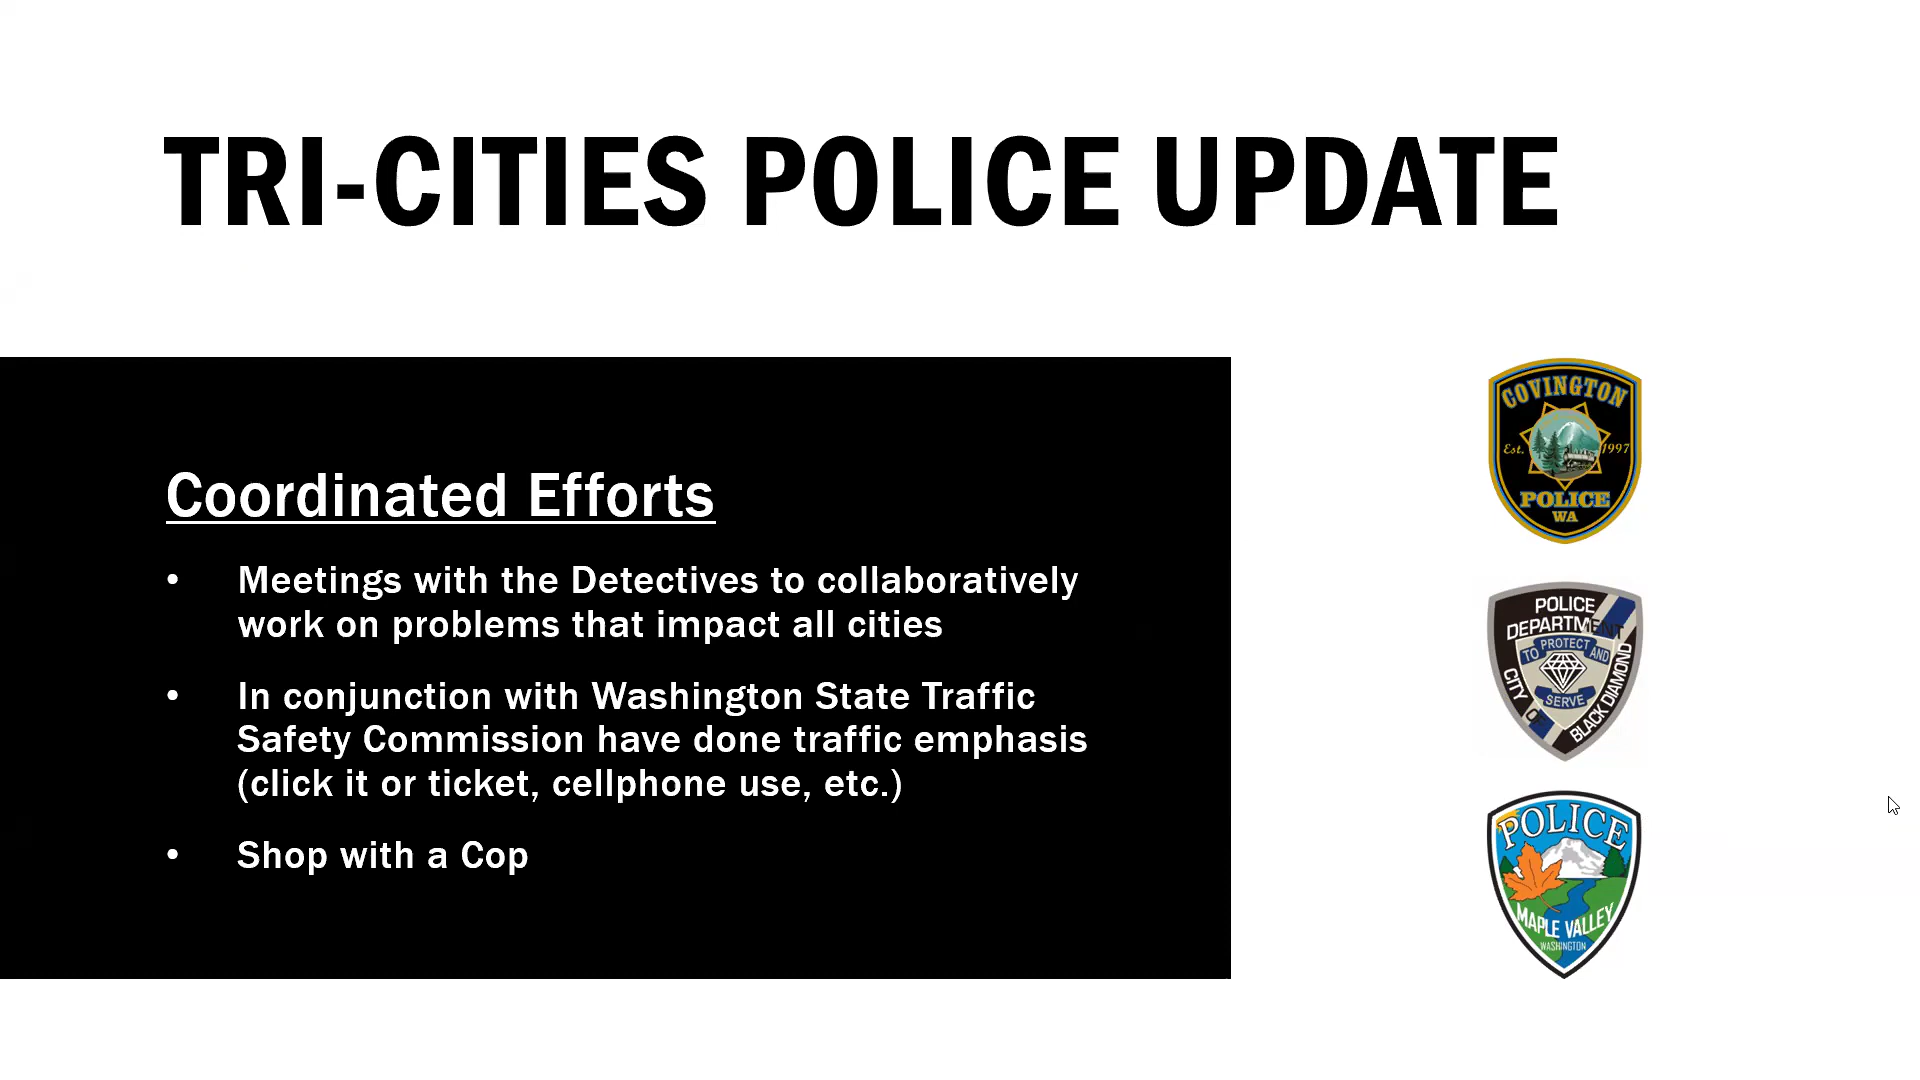 TRI-CITIES POLICE UPDATE
Coordinated Efforts
• Meetings with the Detectives to collaboratively
work on problems that impact all cities
• In conjunction with Washington State Traffic
Safety Commission have done traffic emphasis
(click it or ticket, cellphone use, etc.)
• Shop with a Cop
COVINGTON
Est. 1997
POLICE
WA
POLICE
DEPARTMENT
TO PROTECT AND
SERVE
CITY OF BLACK DIAMOND
POLICE
MAPLE VALLEY
WASHINGTON